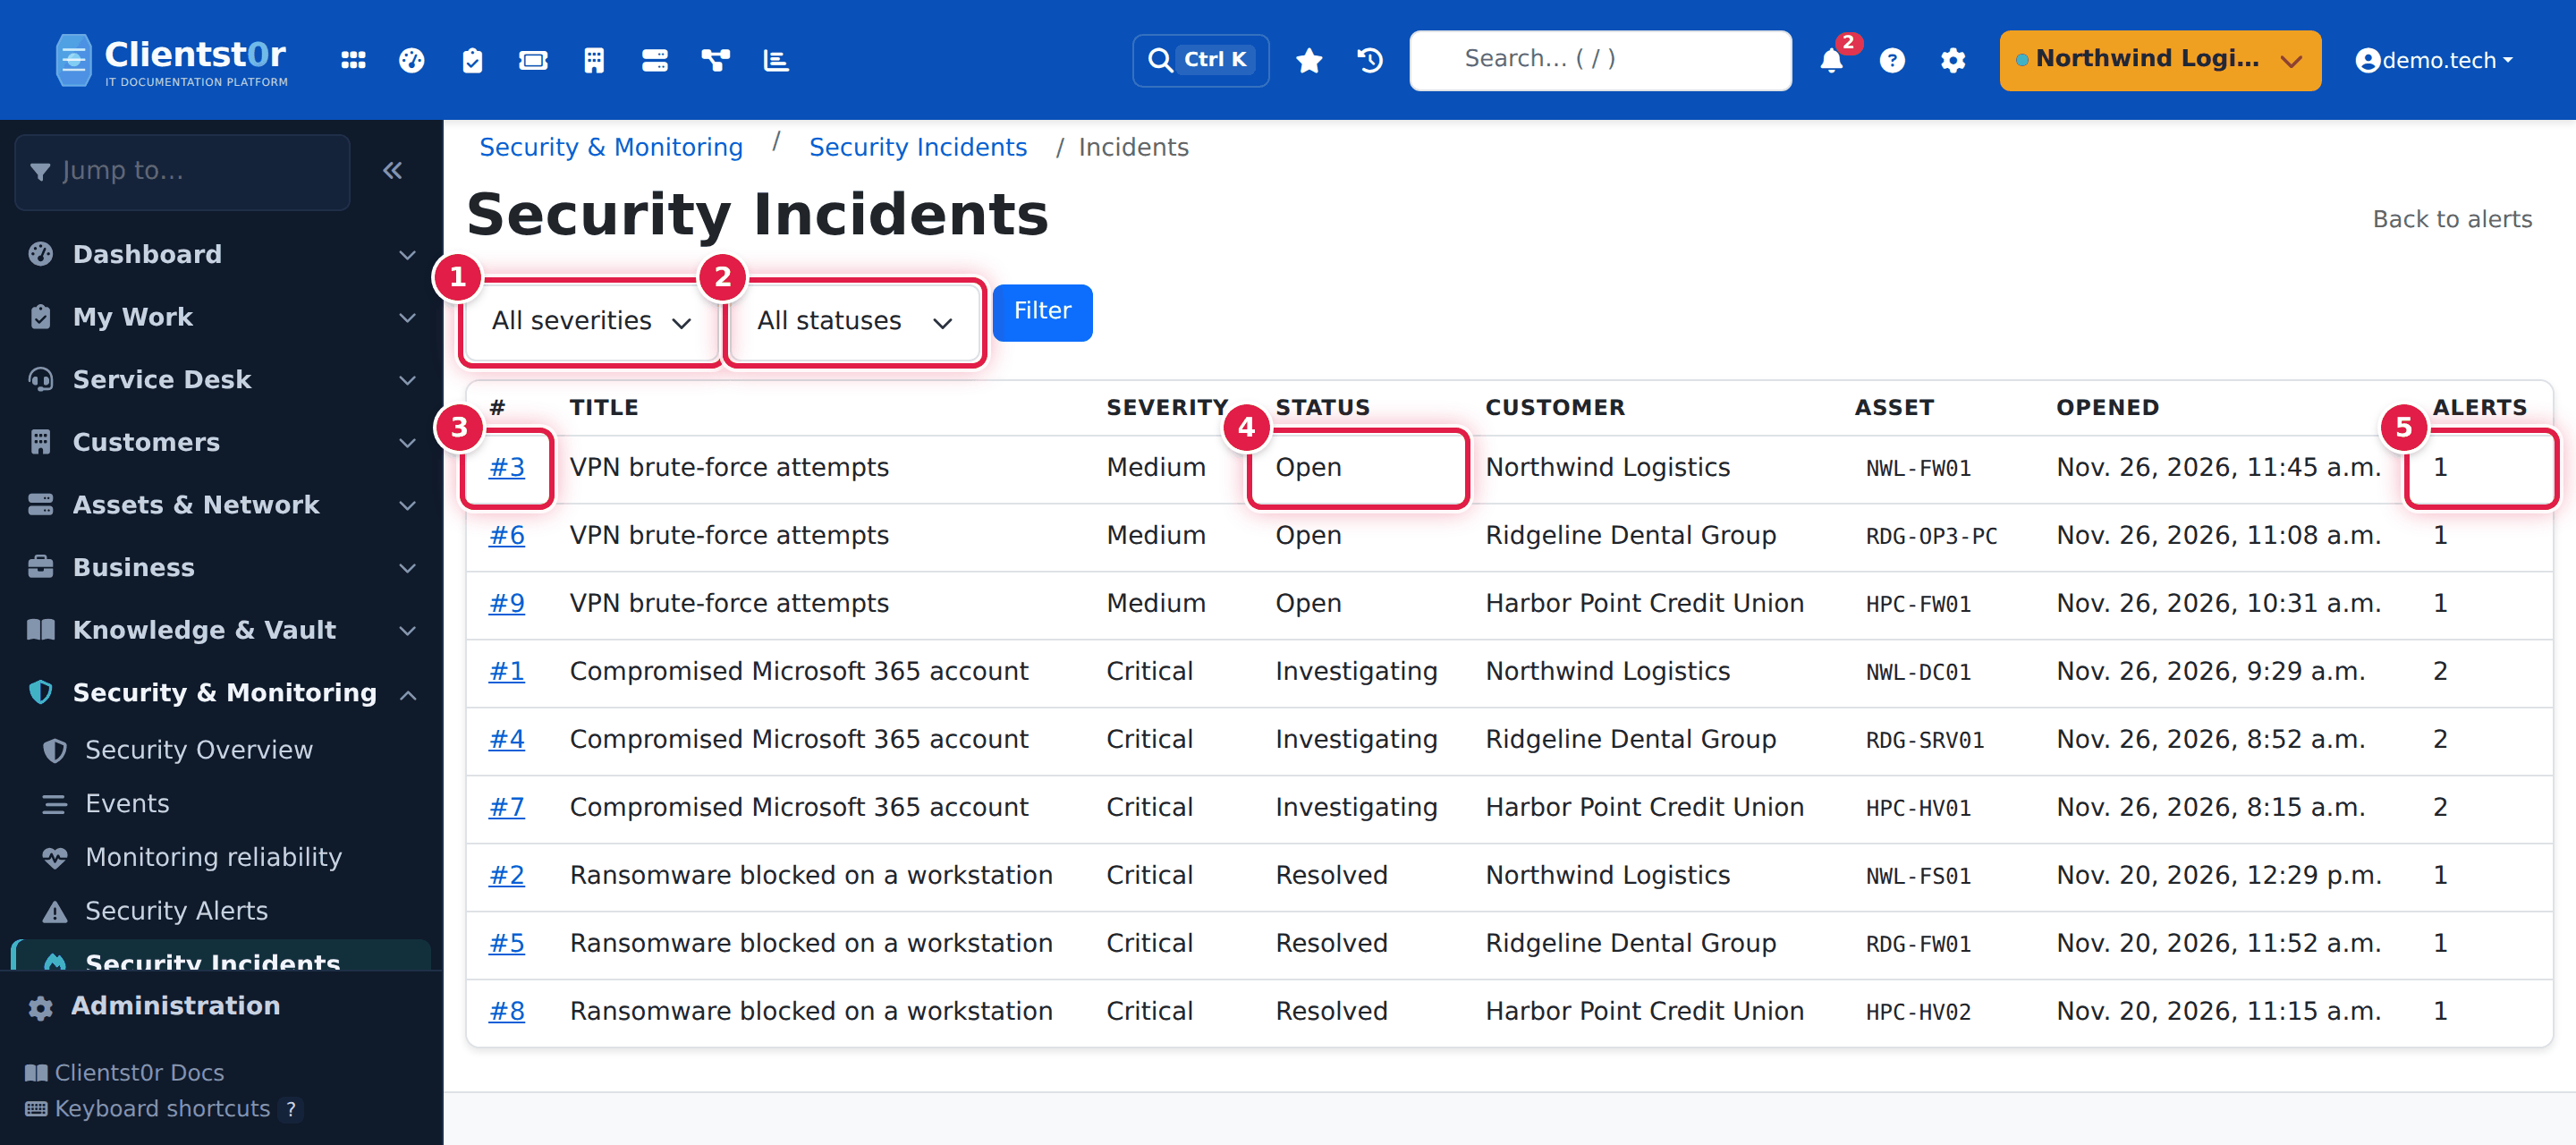 Clientst0r
IT DOCUMENTATION PLATFORM
Ctrl K
Search… ( / )
2
Northwind Logi…
demo.tech
Jump to…
Dashboard
My Work
Service Desk
Customers
Assets & Network
Business
Knowledge & Vault
Security & Monitoring
Security Overview
Events
Monitoring reliability
Security Alerts
Security Incidents
Administration
Clientst0r Docs
Keyboard shortcuts ?
Security & Monitoring / Security Incidents / Incidents
Security Incidents
Back to alerts
1 All severities 2 All statuses Filter
# TITLE SEVERITY STATUS CUSTOMER ASSET OPENED ALERTS
3 4 5
#3 VPN brute-force attempts Medium Open Northwind Logistics NWL-FW01 Nov. 26, 2026, 11:45 a.m. 1
#6 VPN brute-force attempts Medium Open Ridgeline Dental Group RDG-OP3-PC Nov. 26, 2026, 11:08 a.m. 1
#9 VPN brute-force attempts Medium Open Harbor Point Credit Union HPC-FW01 Nov. 26, 2026, 10:31 a.m. 1
#1 Compromised Microsoft 365 account Critical Investigating Northwind Logistics NWL-DC01 Nov. 26, 2026, 9:29 a.m. 2
#4 Compromised Microsoft 365 account Critical Investigating Ridgeline Dental Group RDG-SRV01 Nov. 26, 2026, 8:52 a.m. 2
#7 Compromised Microsoft 365 account Critical Investigating Harbor Point Credit Union HPC-HV01 Nov. 26, 2026, 8:15 a.m. 2
#2 Ransomware blocked on a workstation Critical Resolved Northwind Logistics NWL-FS01 Nov. 20, 2026, 12:29 p.m. 1
#5 Ransomware blocked on a workstation Critical Resolved Ridgeline Dental Group RDG-FW01 Nov. 20, 2026, 11:52 a.m. 1
#8 Ransomware blocked on a workstation Critical Resolved Harbor Point Credit Union HPC-HV02 Nov. 20, 2026, 11:15 a.m. 1